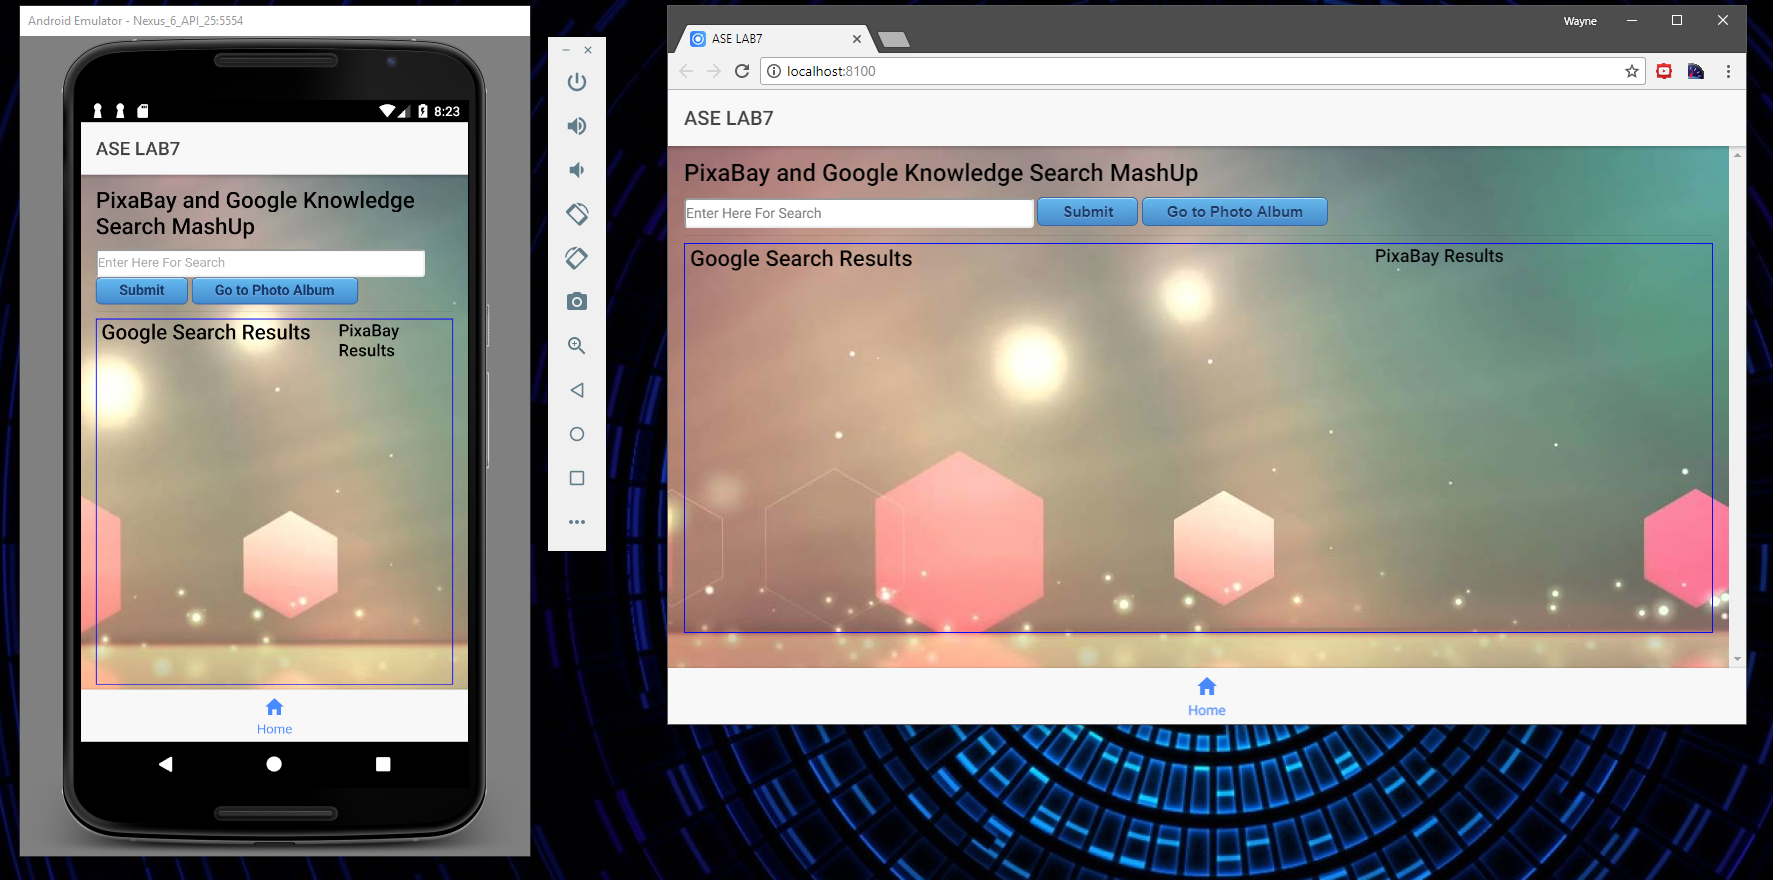 Android Emulator - Nexus_6_API_25:5554
8:23
ASE LAB7
PixaBay and Google Knowledge
Search MashUp
Enter Here For Search
Submit
Go to Photo Album
Google Search Results
PixaBay
Results
Home
Wayne
ASE LAB7
localhost:8100
ASE LAB7
PixaBay and Google Knowledge Search MashUp
Enter Here For Search
Submit
Go to Photo Album
Google Search Results
PixaBay Results
Home